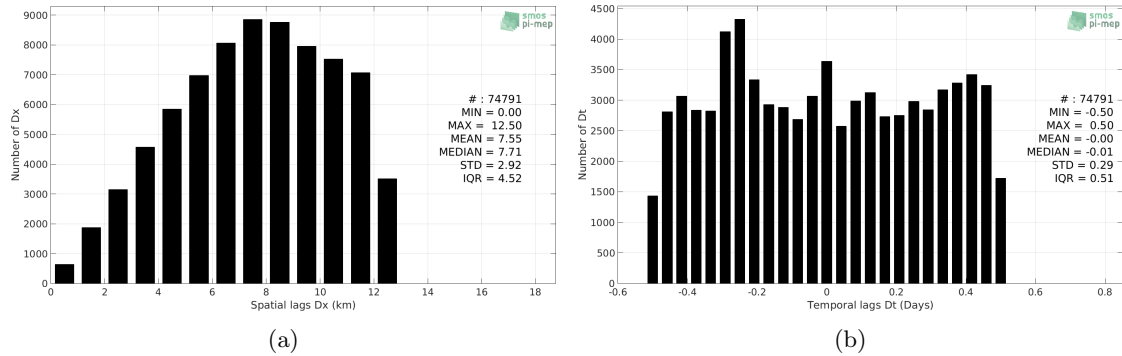 smos
pi-mep
9000
8000
7000
6000
5000
4000
3000
2000
1000
0
Number of Dx
# : 74791
MIN = 0.00
MAX = 12.50
MEAN = 7.55
MEDIAN = 7.71
STD = 2.92
IQR = 4.52
0 2 4 6 8 10 12 14 16 18
Spatial lags Dx (km)
(a)
smos
pi-mep
4500
4000
3500
3000
2500
2000
1500
1000
500
0
Number of Dt
# : 74791
MIN = -0.50
MAX = 0.50
MEAN = -0.00
MEDIAN = -0.01
STD = 0.29
IQR = 0.51
-0.6 -0.4 -0.2 0 0.2 0.4 0.6 0.8
Temporal lags Dt (Days)
(b)